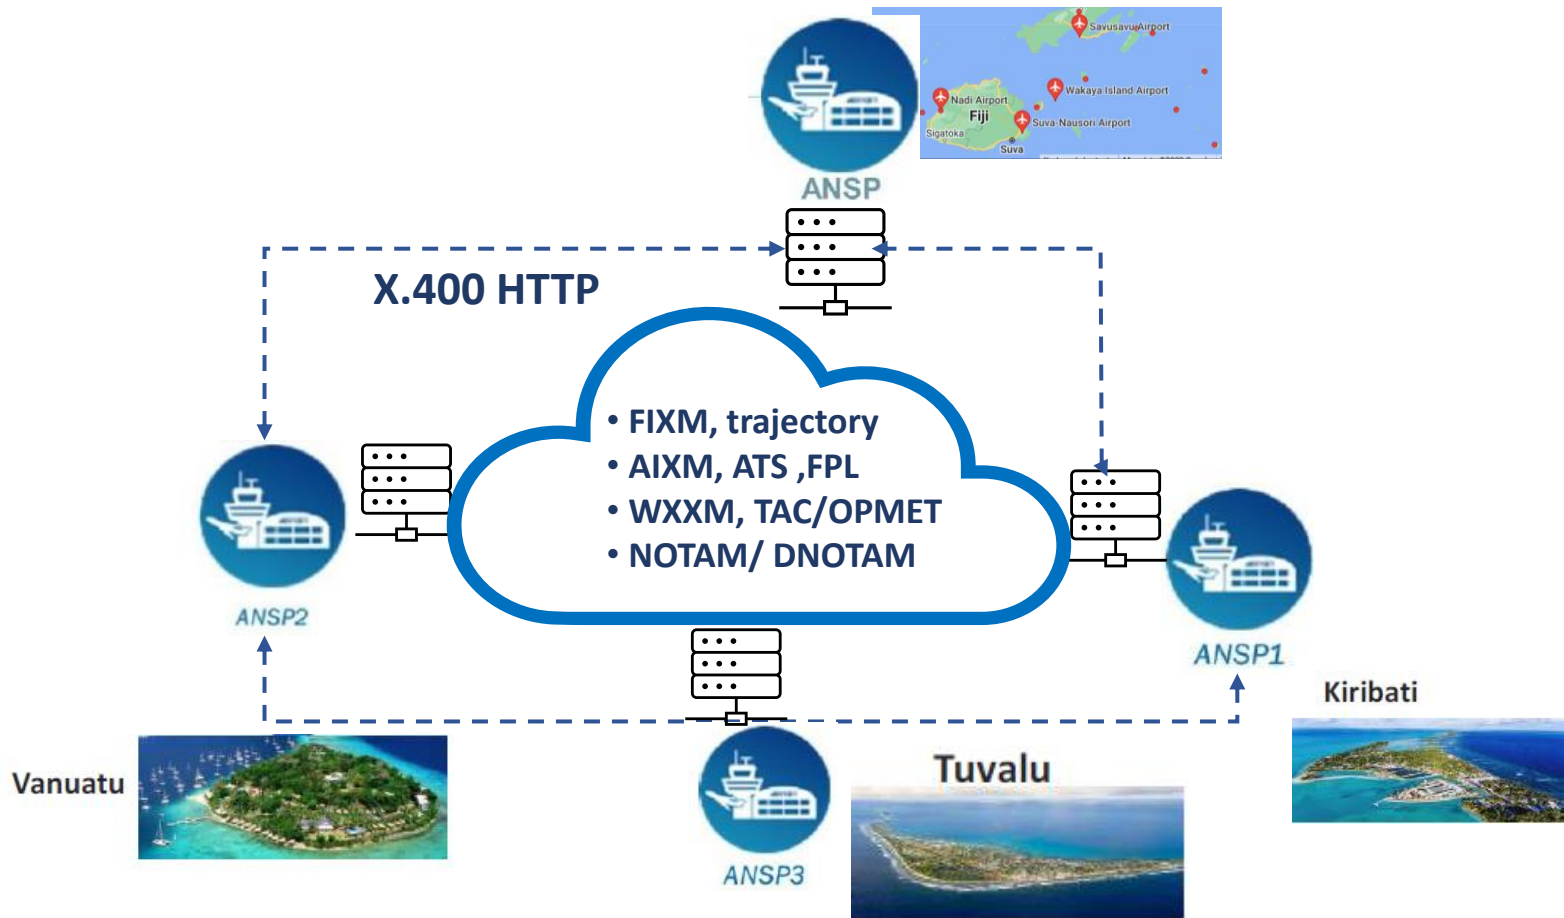 Savusavu Airport
Wakaya Island Airport
Nadi Airport
Fiji
Suva-Nausori Airport
Sigatoka
Suva
ANSP
X.400 HTTP
• FIXM, trajectory
• AIXM, ATS ,FPL
• WXXM, TAC/OPMET
• NOTAM/ DNOTAM
ANSP2
ANSP1
Kiribati
Vanuatu
Tuvalu
ANSP3